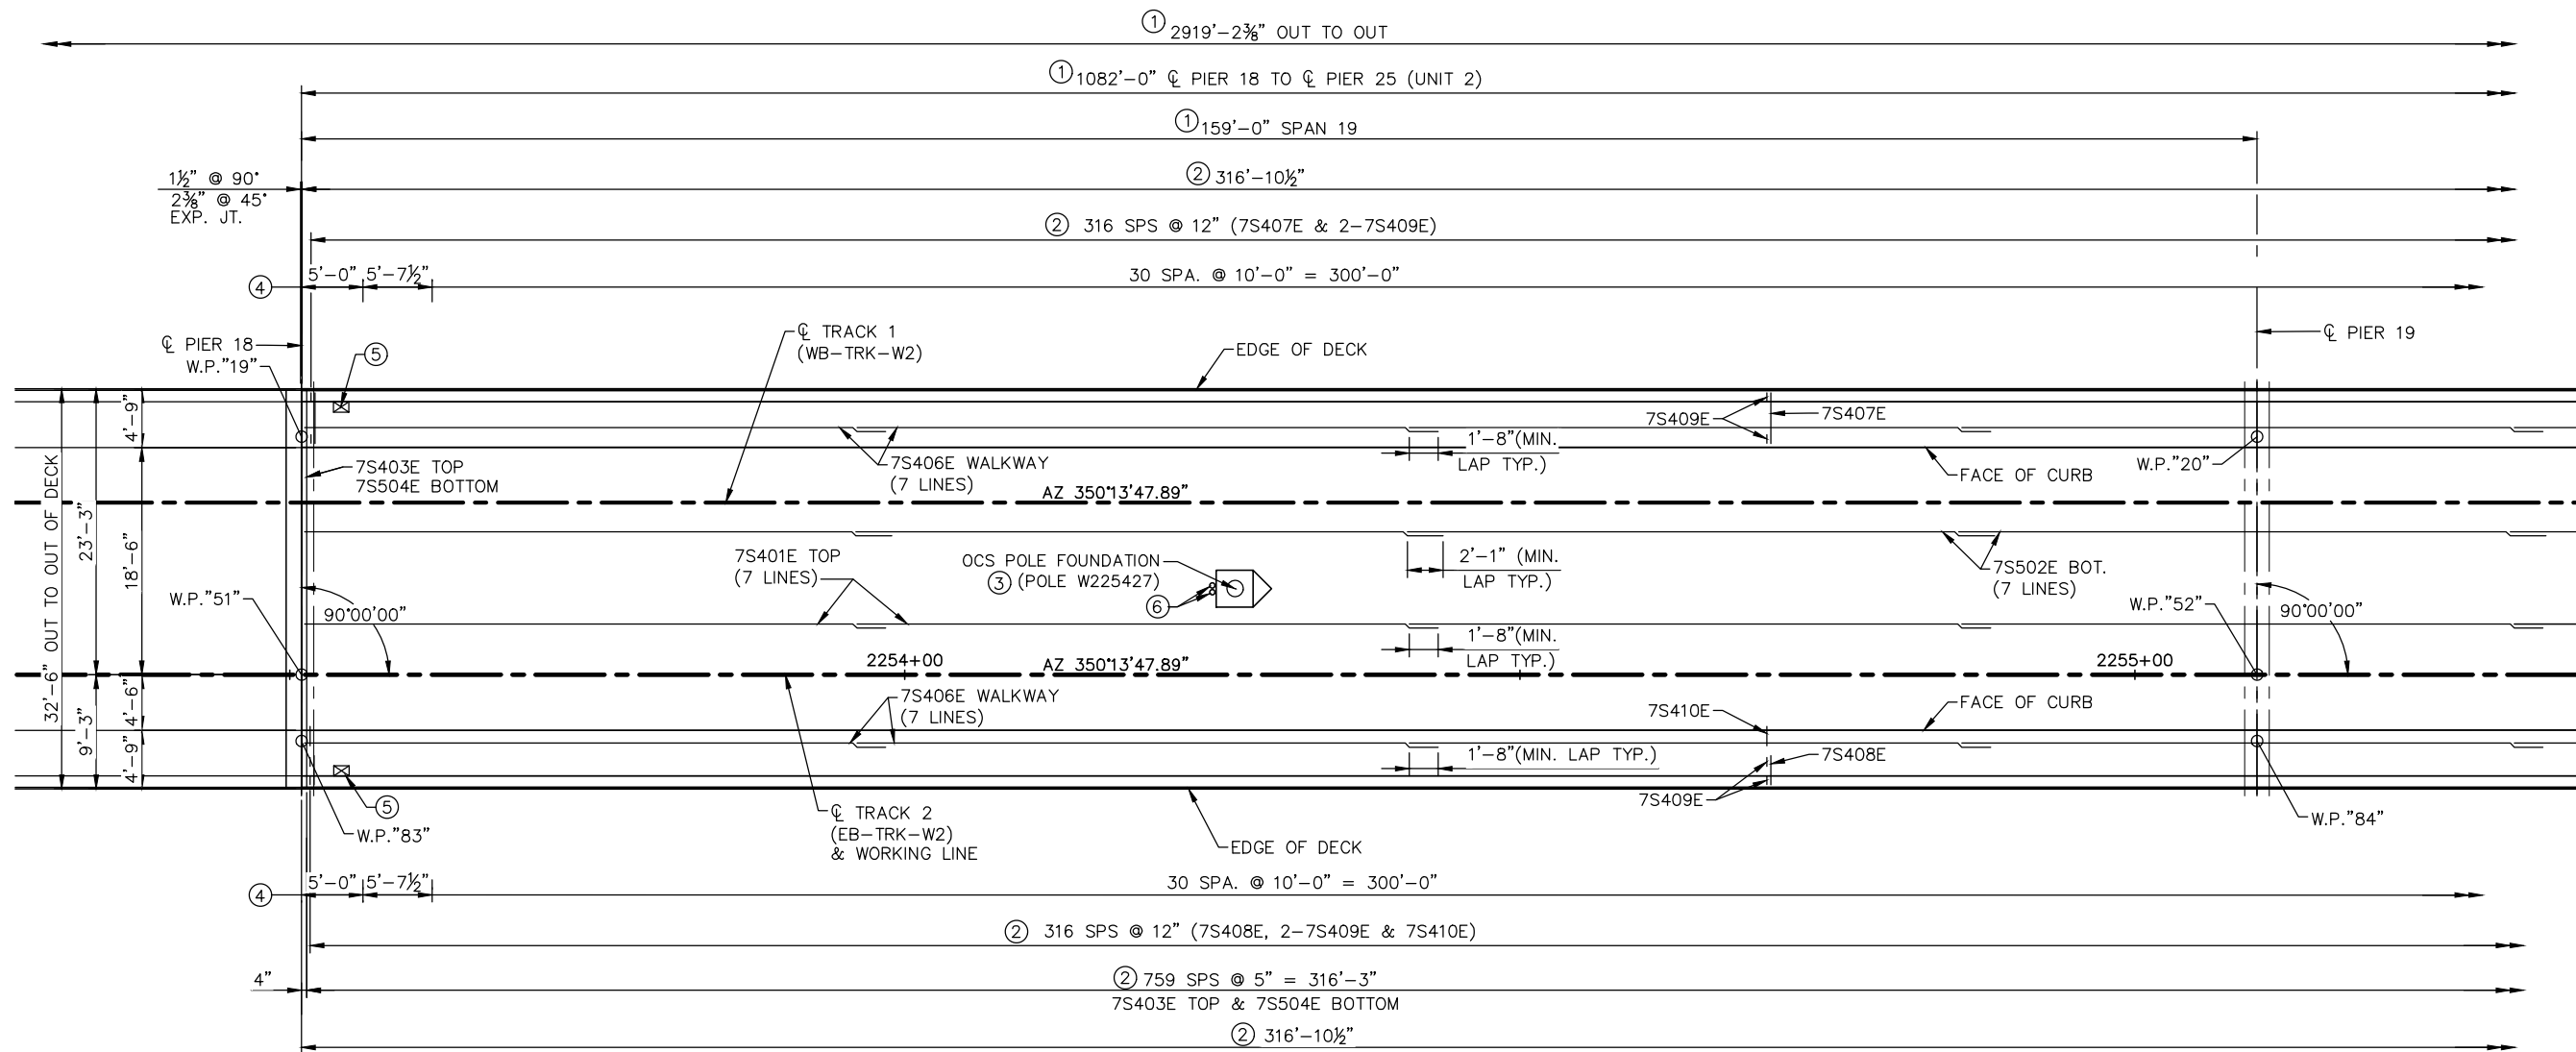 ① 2919'-2⅜" OUT TO OUT
① 1082'-0" ℄ PIER 18 TO ℄ PIER 25 (UNIT 2)
① 159'-0" SPAN 19
1½" @ 90°
2⅜" @ 45°
EXP. JT.
② 316'-10½"
② 316 SPS @ 12" (7S407E & 2-7S409E)
④ 5'-0" 5'-7½" 30 SPA. @ 10'-0" = 300'-0"
℄ PIER 18
W.P."19"
⑤
℄ TRACK 1
(WB-TRK-W2)
EDGE OF DECK
℄ PIER 19
32'-6" OUT TO OUT OF DECK
23'-3"
9'-3"
4'-9"
18'-6"
4'-6"
4'-9"
7S403E TOP
7S504E BOTTOM
7S406E WALKWAY
(7 LINES)
1'-8"(MIN.
LAP TYP.)
7S409E
7S407E
FACE OF CURB
W.P."20"
AZ 350°13'47.89"
7S401E TOP
(7 LINES)
OCS POLE FOUNDATION
③ (POLE W225427)
⑥
2'-1" (MIN.
LAP TYP.)
7S502E BOT.
(7 LINES)
W.P."51"
90°00'00"
W.P."52"
90°00'00"
1'-8"(MIN.
LAP TYP.)
2254+00
AZ 350°13'47.89"
2255+00
7S406E WALKWAY
(7 LINES)
7S410E
FACE OF CURB
1'-8"(MIN. LAP TYP.)
7S408E
7S409E
⑤
W.P."83"
℄ TRACK 2
(EB-TRK-W2)
& WORKING LINE
EDGE OF DECK
W.P."84"
④ 5'-0" 5'-7½" 30 SPA. @ 10'-0" = 300'-0"
② 316 SPS @ 12" (7S408E, 2-7S409E & 7S410E)
4" ② 759 SPS @ 5" = 316'-3"
7S403E TOP & 7S504E BOTTOM
② 316'-10½"